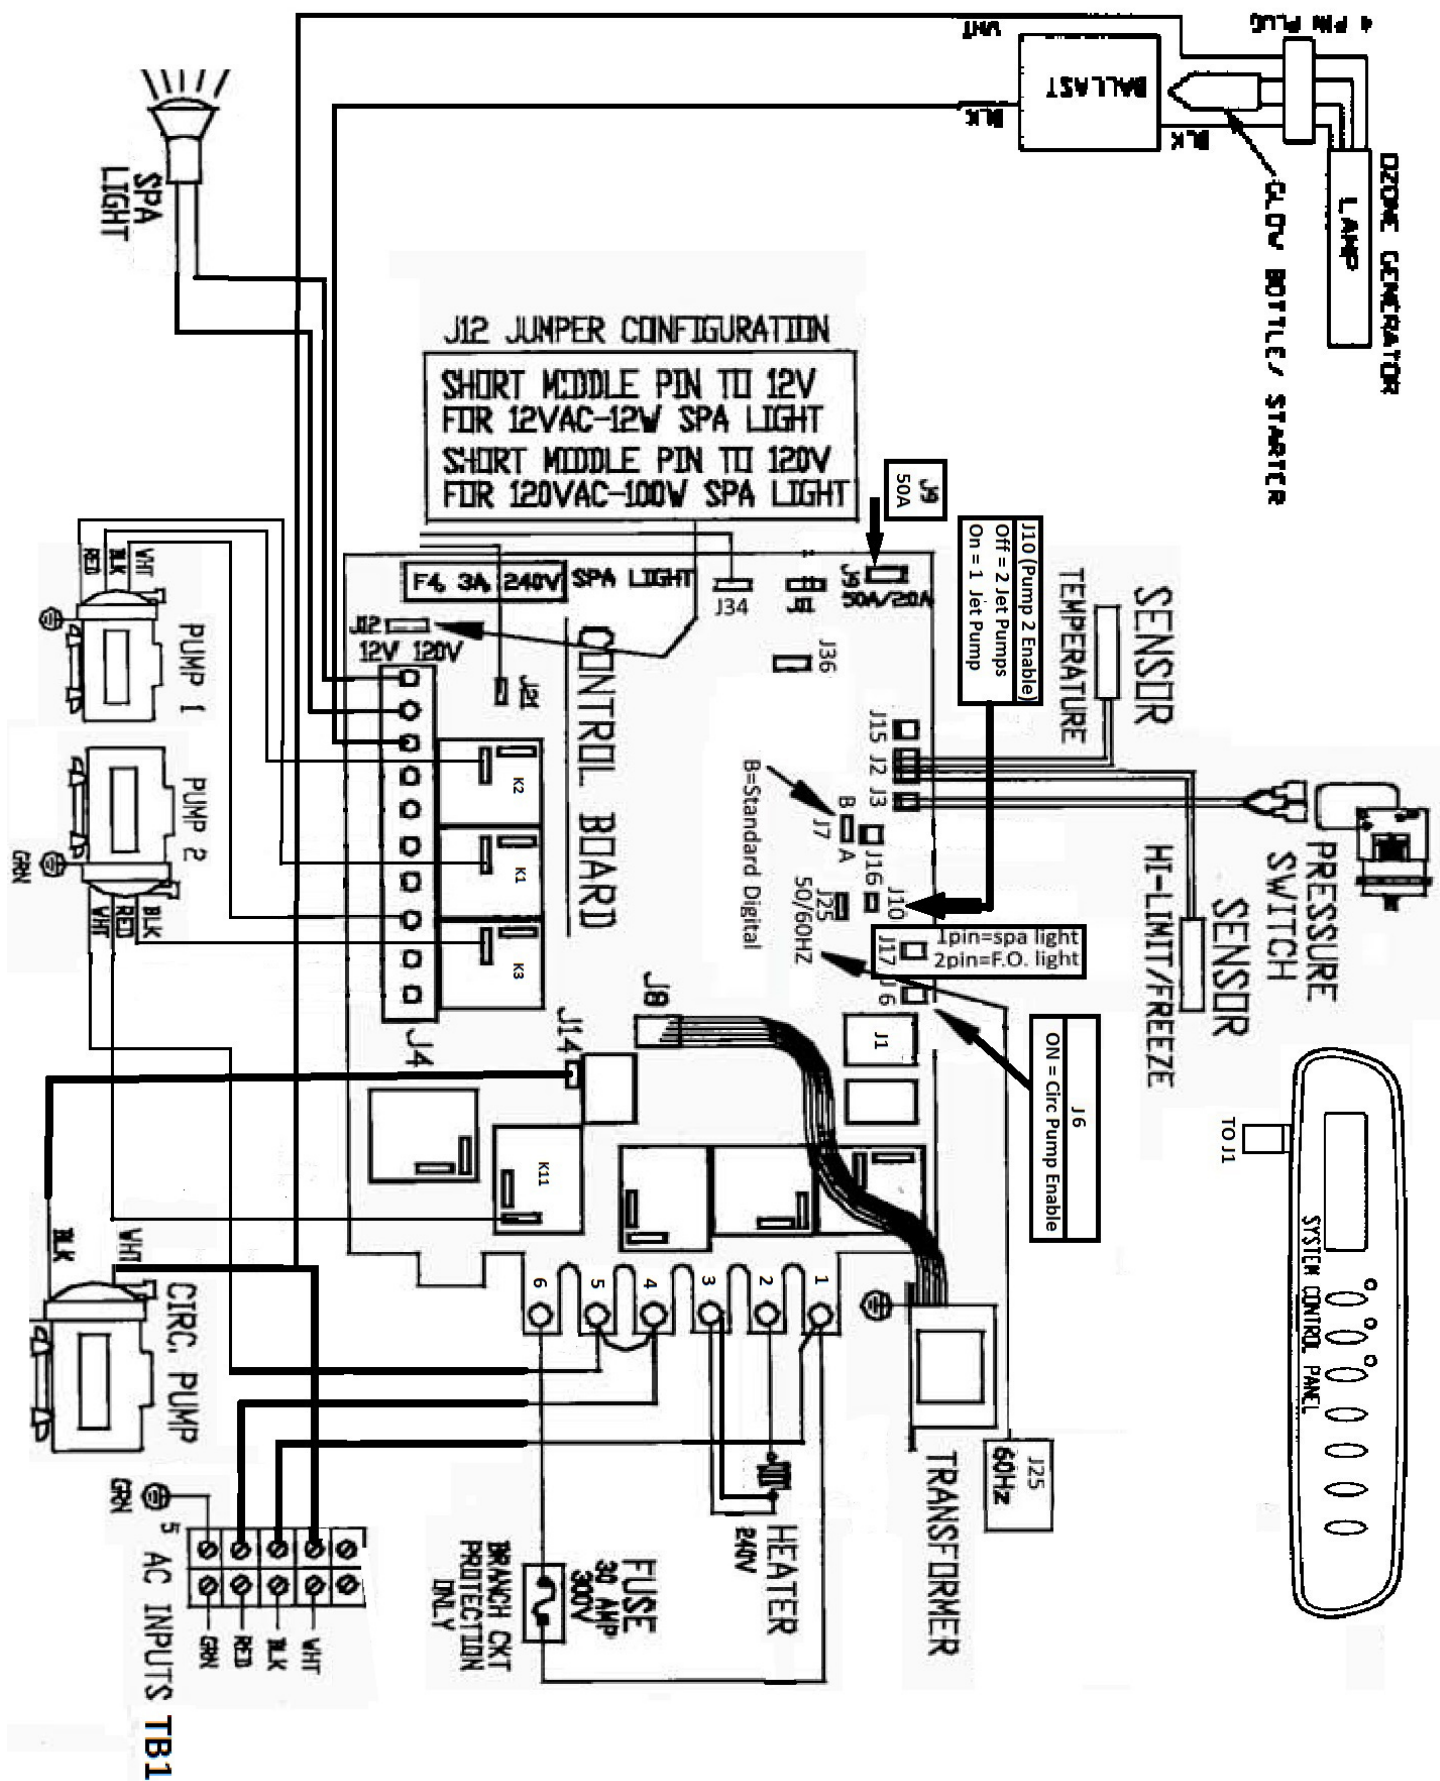 WHT
4 PIN PLUG
BALLAST
BLK
BLK
OZONE GENERATOR
LAMP
GLOW BOTTLE/ STARTER
SPA
LIGHT
J12 JUMPER CONFIGURATION
SHORT MIDDLE PIN TO 12V
FOR 12VAC-12W SPA LIGHT
SHORT MIDDLE PIN TO 120V
FOR 120VAC-100W SPA LIGHT
J9
50A
J10 (Pump 2 Enable)
Off = 2 Jet Pumps
On = 1 Jet Pump
SENSOR
TEMPERATURE
WHT
BLK
RED
PUMP 1
F4, 3A, 240V
SPA LIGHT
J34
J9
50A/20A
J12
12V 120V
J21
J36
CONTROL BOARD
K2
K1
K3
J4
J15
J2
J3
B=Standard Digital
B
J7
A
J16
J10
J25
50/60HZ
J17
1pin=spa light
2pin=F.O. light
J6
J1
J8
J14
K11
PRESSURE
SWITCH
SENSOR
HI-LIMIT/FREEZE
J6
ON = Circ Pump Enable
TO J1
SYSTEM CONTROL PANEL
PUMP 2
GRN
BLK
RED
WHT
BLK
WHT
CIRC. PUMP
6
5
4
3
2
1
TRANSFORMER
J25
60Hz
HEATER
240V
FUSE
30 AMP
300V
BRANCH CKT
PROTECTION
ONLY
GRN
5
AC INPUTS TB1
GRN
RED
BLK
WHT